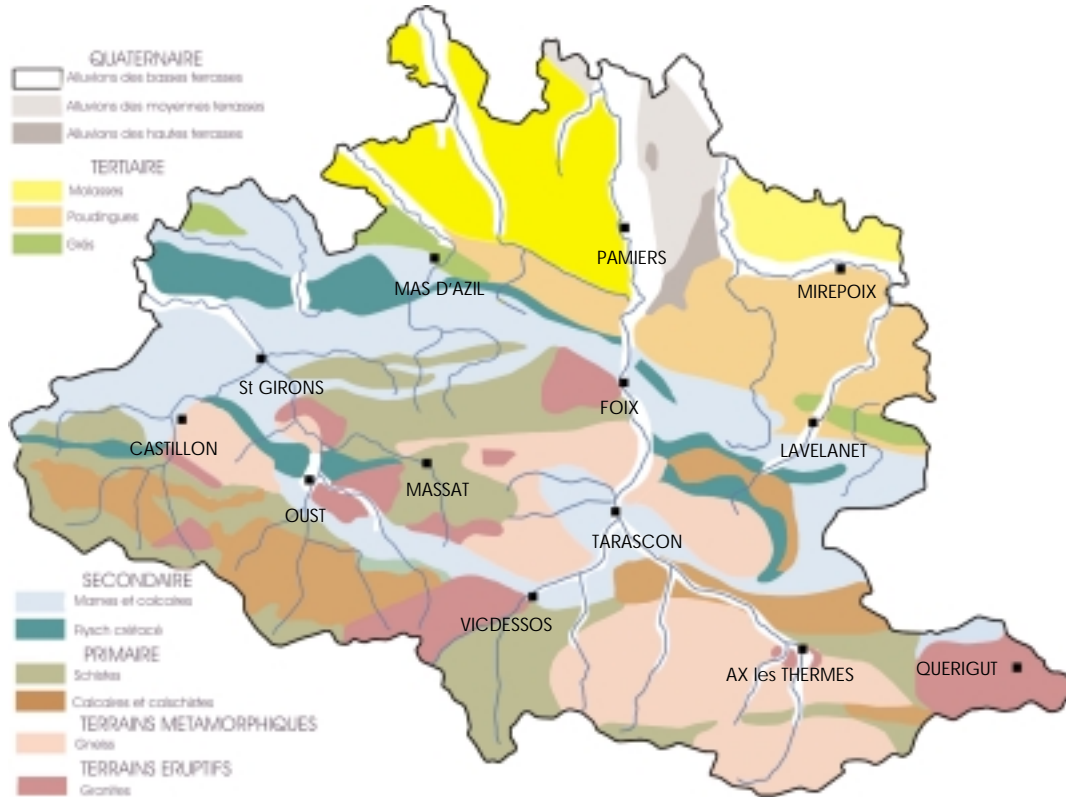 QUATERNAIRE
Alluvions des basses terrasses
Alluvions des moyennes terrasses
Alluvions des hautes terrasses
TERTIAIRE
Molasses
Poudingues
Grès
PAMIERS
MIREPOIX
MAS D'AZIL
St GIRONS
FOIX
LAVELANET
CASTILLON
MASSAT
OUST
TARASCON
VICDESSOS
AX les THERMES
QUERIGUT
SECONDAIRE
Marnes et calcaires
Flysch crétacé
PRIMAIRE
Schistes
Calcaires et calschistes
TERRAINS METAMORPHIQUES
Gneiss
TERRAINS ERUPTIFS
Granites